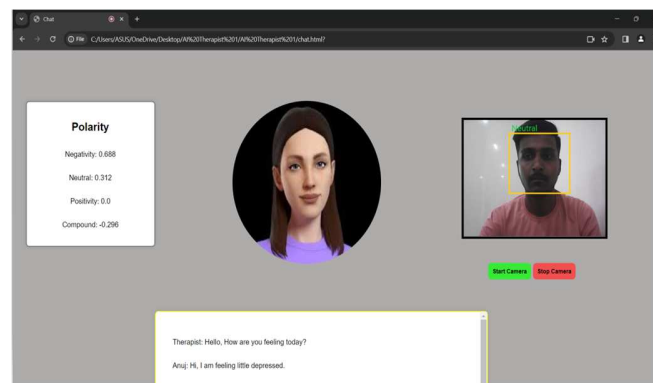 Chat
File C:/Users/ASUS/OneDrive/Desktop/AI%20Therapist%201/AI%20Therapist%201/chat.html?
Polarity
Negativity: 0.688
Neutral: 0.312
Positivity: 0.0
Compound: -0.296
Neutral
Start Camera Stop Camera
Therapist: Hello, How are you feeling today?
Anuj: Hi, I am feeling little depressed.